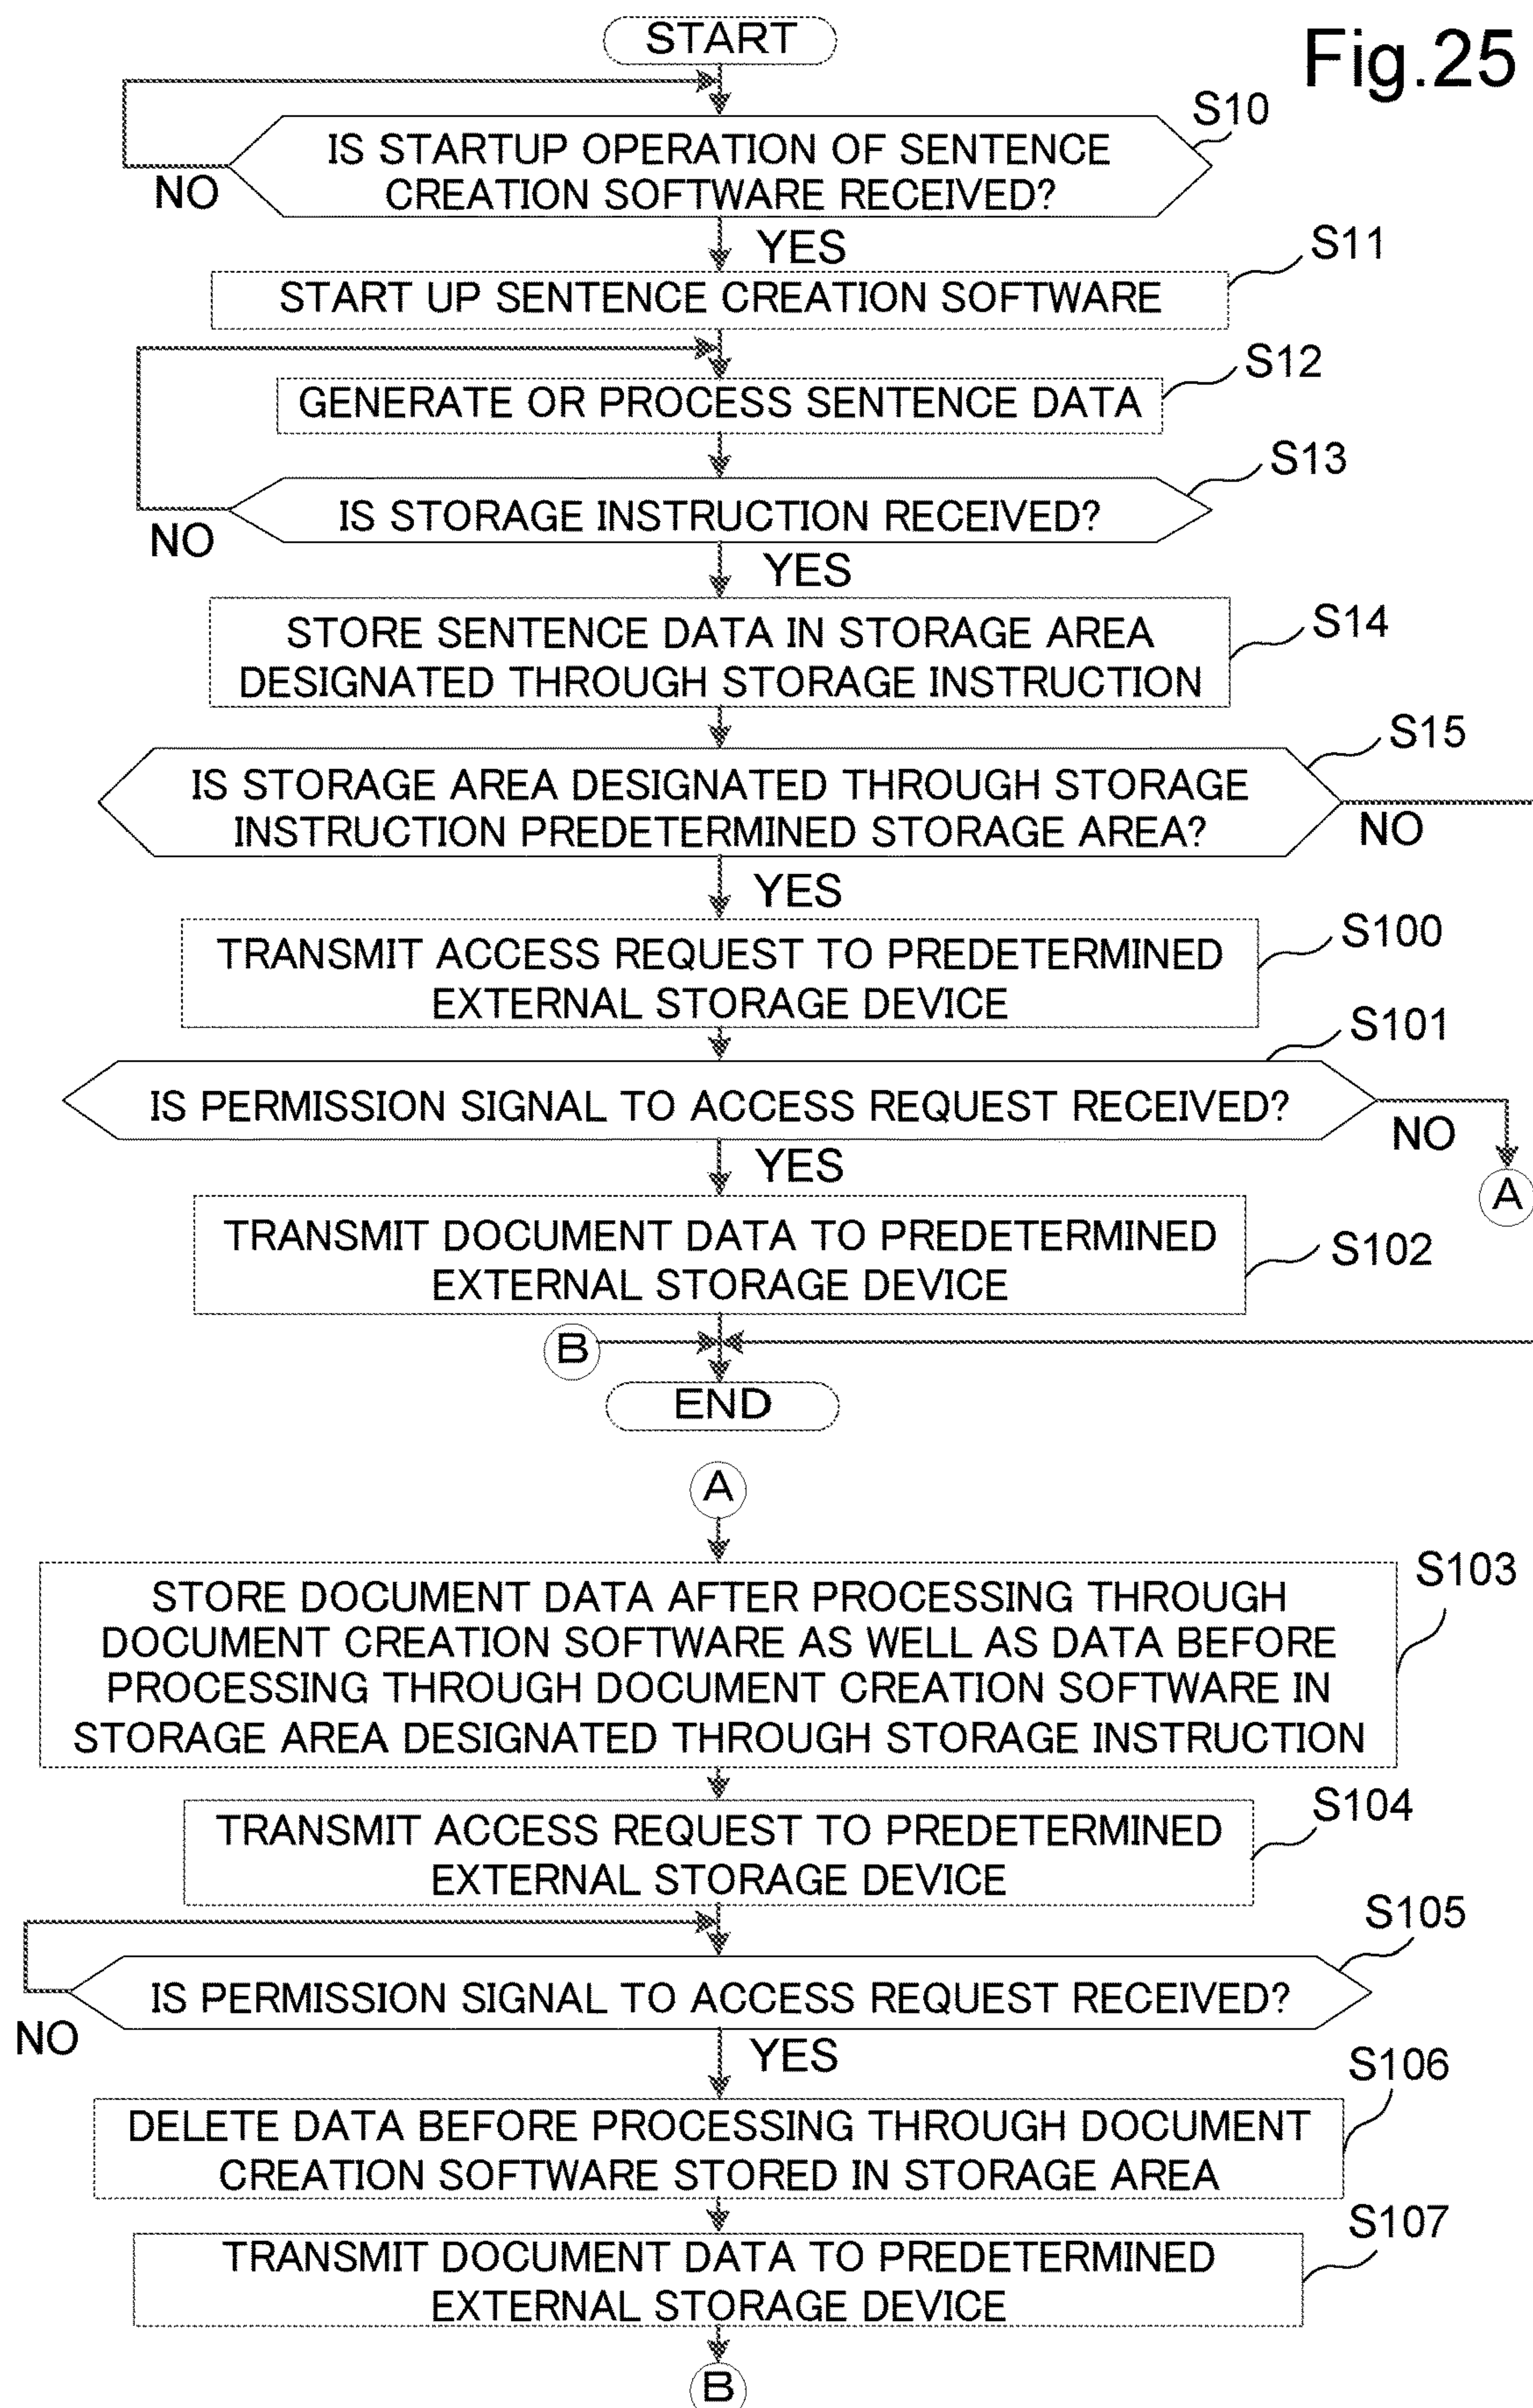 START
Fig.25
S10
IS STARTUP OPERATION OF SENTENCE
CREATION SOFTWARE RECEIVED?
NO
YES
S11
START UP SENTENCE CREATION SOFTWARE
S12
GENERATE OR PROCESS SENTENCE DATA
S13
IS STORAGE INSTRUCTION RECEIVED?
NO
YES
S14
STORE SENTENCE DATA IN STORAGE AREA
DESIGNATED THROUGH STORAGE INSTRUCTION
S15
IS STORAGE AREA DESIGNATED THROUGH STORAGE
INSTRUCTION PREDETERMINED STORAGE AREA?
NO
YES
S100
TRANSMIT ACCESS REQUEST TO PREDETERMINED
EXTERNAL STORAGE DEVICE
S101
IS PERMISSION SIGNAL TO ACCESS REQUEST RECEIVED?
NO
YES
A
TRANSMIT DOCUMENT DATA TO PREDETERMINED
EXTERNAL STORAGE DEVICE
S102
B
END
A
S103
STORE DOCUMENT DATA AFTER PROCESSING THROUGH
DOCUMENT CREATION SOFTWARE AS WELL AS DATA BEFORE
PROCESSING THROUGH DOCUMENT CREATION SOFTWARE IN
STORAGE AREA DESIGNATED THROUGH STORAGE INSTRUCTION
S104
TRANSMIT ACCESS REQUEST TO PREDETERMINED
EXTERNAL STORAGE DEVICE
S105
IS PERMISSION SIGNAL TO ACCESS REQUEST RECEIVED?
NO
YES
S106
DELETE DATA BEFORE PROCESSING THROUGH DOCUMENT
CREATION SOFTWARE STORED IN STORAGE AREA
S107
TRANSMIT DOCUMENT DATA TO PREDETERMINED
EXTERNAL STORAGE DEVICE
B